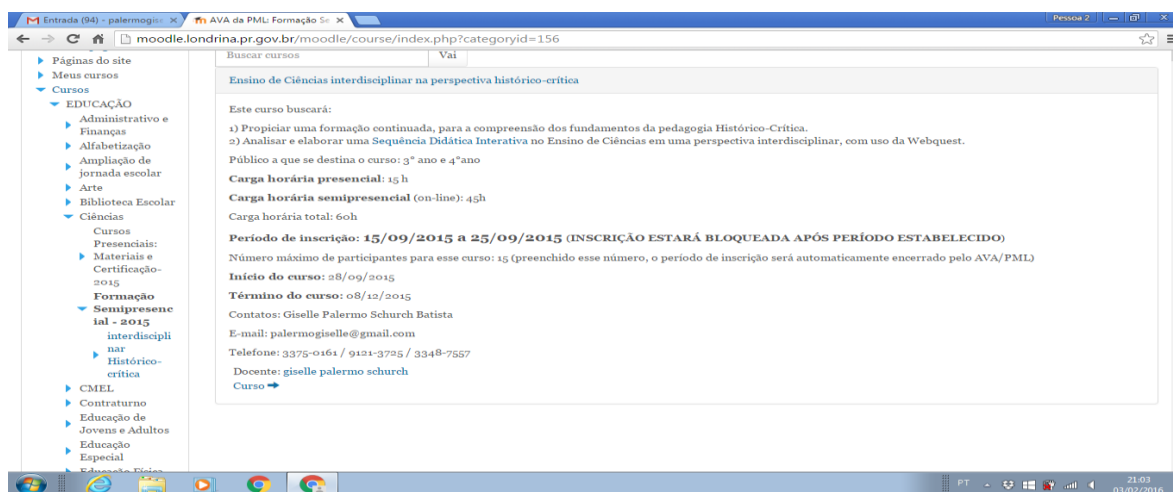 Entrada (94) - palermogise
AVA da PML: Formação Se
Pessoa 2
moodle.londrina.pr.gov.br/moodle/course/index.php?categoryid=156
Páginas do site
Meus cursos
Cursos
EDUCAÇÃO
Administrativo e
Finanças
Alfabetização
Ampliação de
jornada escolar
Arte
Biblioteca Escolar
Ciências
Cursos
Presenciais:
Materiais e
Certificação-
2015
Formação
Semipresenc
ial - 2015
interdiscipli
nar
Histórico-
crítica
CMEL
Contraturno
Educação de
Jovens e Adultos
Educação
Especial
Educação Física
Buscar cursos
Vai
Ensino de Ciências interdisciplinar na perspectiva histórico-crítica
Este curso buscará:
1) Propiciar uma formação continuada, para a compreensão dos fundamentos da pedagogia Histórico-Crítica.
2) Analisar e elaborar uma Sequência Didática Interativa no Ensino de Ciências em uma perspectiva interdisciplinar, com uso da Webquest.
Público a que se destina o curso: 3º ano e 4ºano
Carga horária presencial: 15 h
Carga horária semipresencial (on-line): 45h
Carga horária total: 60h
Período de inscrição: 15/09/2015 a 25/09/2015 (INSCRIÇÃO ESTARÁ BLOQUEADA APÓS PERÍODO ESTABELECIDO)
Número máximo de participantes para esse curso: 15 (preenchido esse número, o período de inscrição será automaticamente encerrado pelo AVA/PML)
Início do curso: 28/09/2015
Término do curso: 08/12/2015
Contatos: Giselle Palermo Schurch Batista
E-mail: palermogiselle@gmail.com
Telefone: 3375-0161 / 9121-3725 / 3348-7557
Docente: giselle palermo schurch
Curso
PT
21:03
03/02/2016